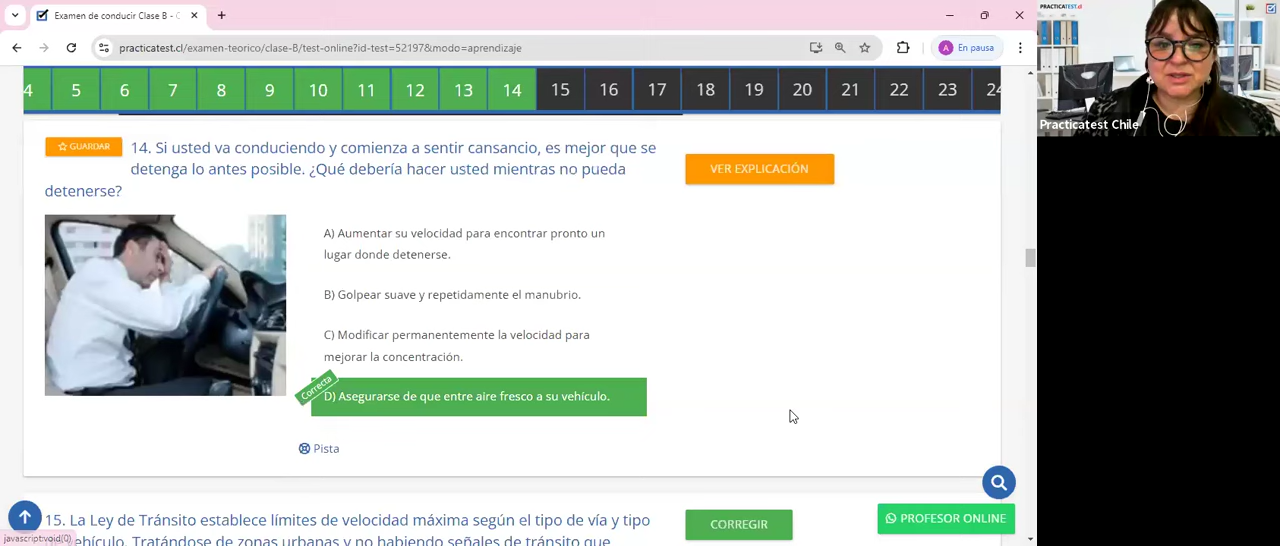 Examen de conducir Clase B - C
practicatest.cl/examen-teorico/clase-B/test-online?id-test=52197&modo=aprendizaje
A
En pausa
4 5 6 7 8 9 10 11 12 13 14 15 16 17 18 19 20 21 22 23 24
GUARDAR
14. Si usted va conduciendo y comienza a sentir cansancio, es mejor que se
detenga lo antes posible. ¿Qué debería hacer usted mientras no pueda
detenerse?
VER EXPLICACIÓN
A) Aumentar su velocidad para encontrar pronto un
lugar donde detenerse.
B) Golpear suave y repetidamente el manubrio.
C) Modificar permanentemente la velocidad para
mejorar la concentración.
Correcta
D) Asegurarse de que entre aire fresco a su vehículo.
Pista
15. La Ley de Tránsito establece límites de velocidad máxima según el tipo de vía y tipo
vehículo. Tratándose de zonas urbanas y no habiendo señales de tránsito que
CORREGIR
PROFESOR ONLINE
javascript:void(0)
PRACTICATEST.CL
Practicatest Chile